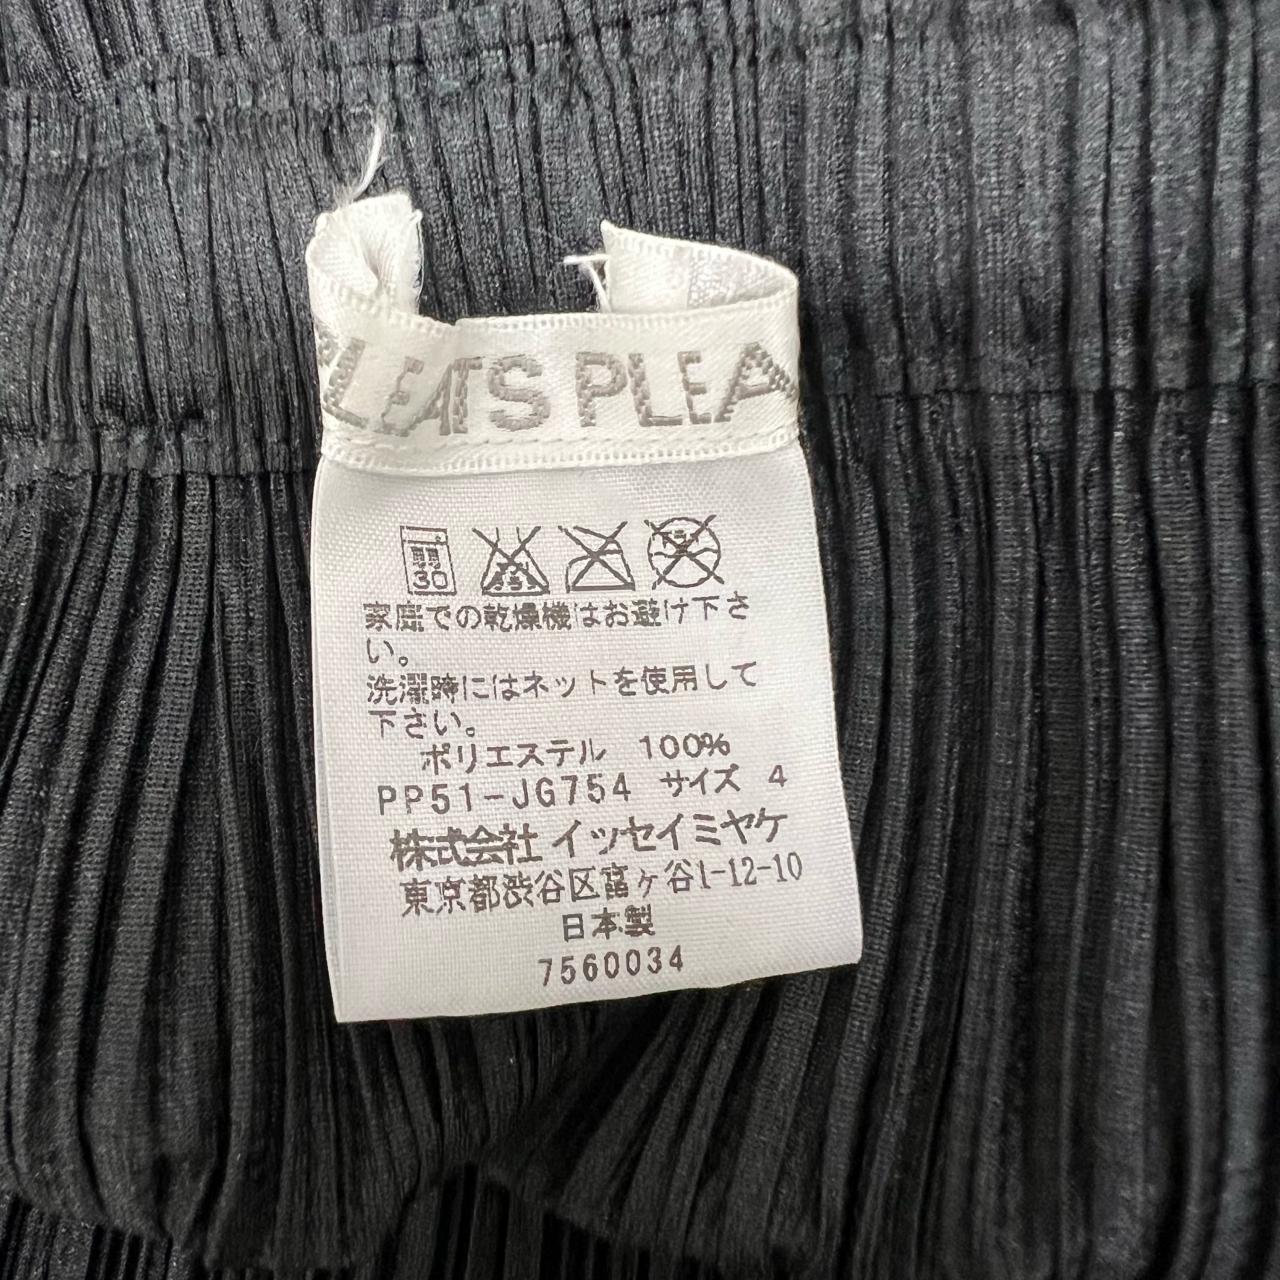 PLEATS PLEA
弱
30
家庭での乾燥機はお避け下さ
い。
洗濯時にはネットを使用して
下さい。
ポリエステル 100%
PP51-JG754 サイズ 4
株式会社 イッセイミヤケ
東京都渋谷区富ヶ谷1-12-10
日本製
7560034